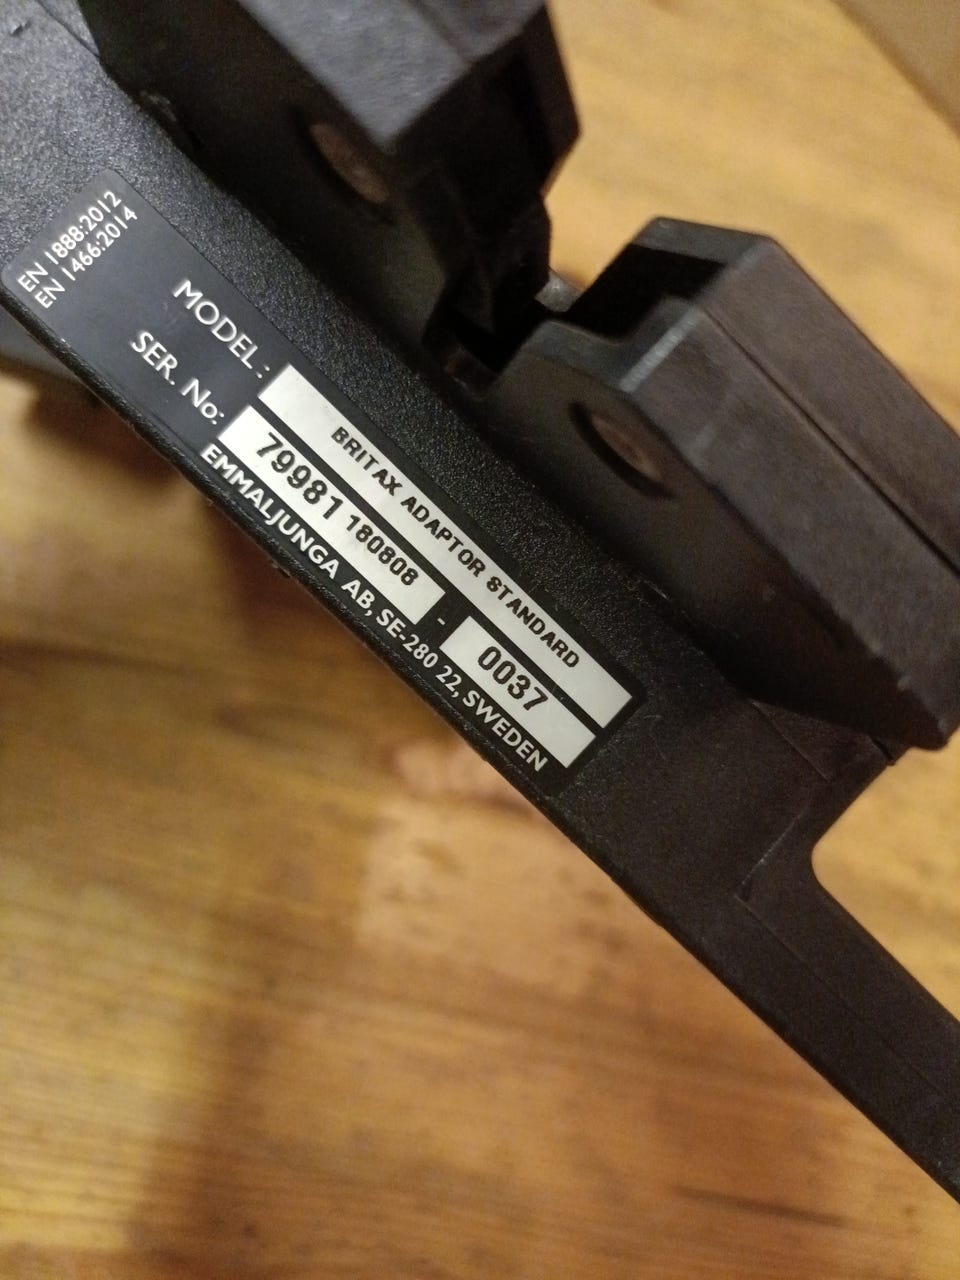 EN 1888:2012
EN 1466:2014
MODEL: BRITAX ADAPTOR STANDARD
SER. No: 79981 180808 - 0037
EMMALJUNGA AB, SE-280 22, SWEDEN